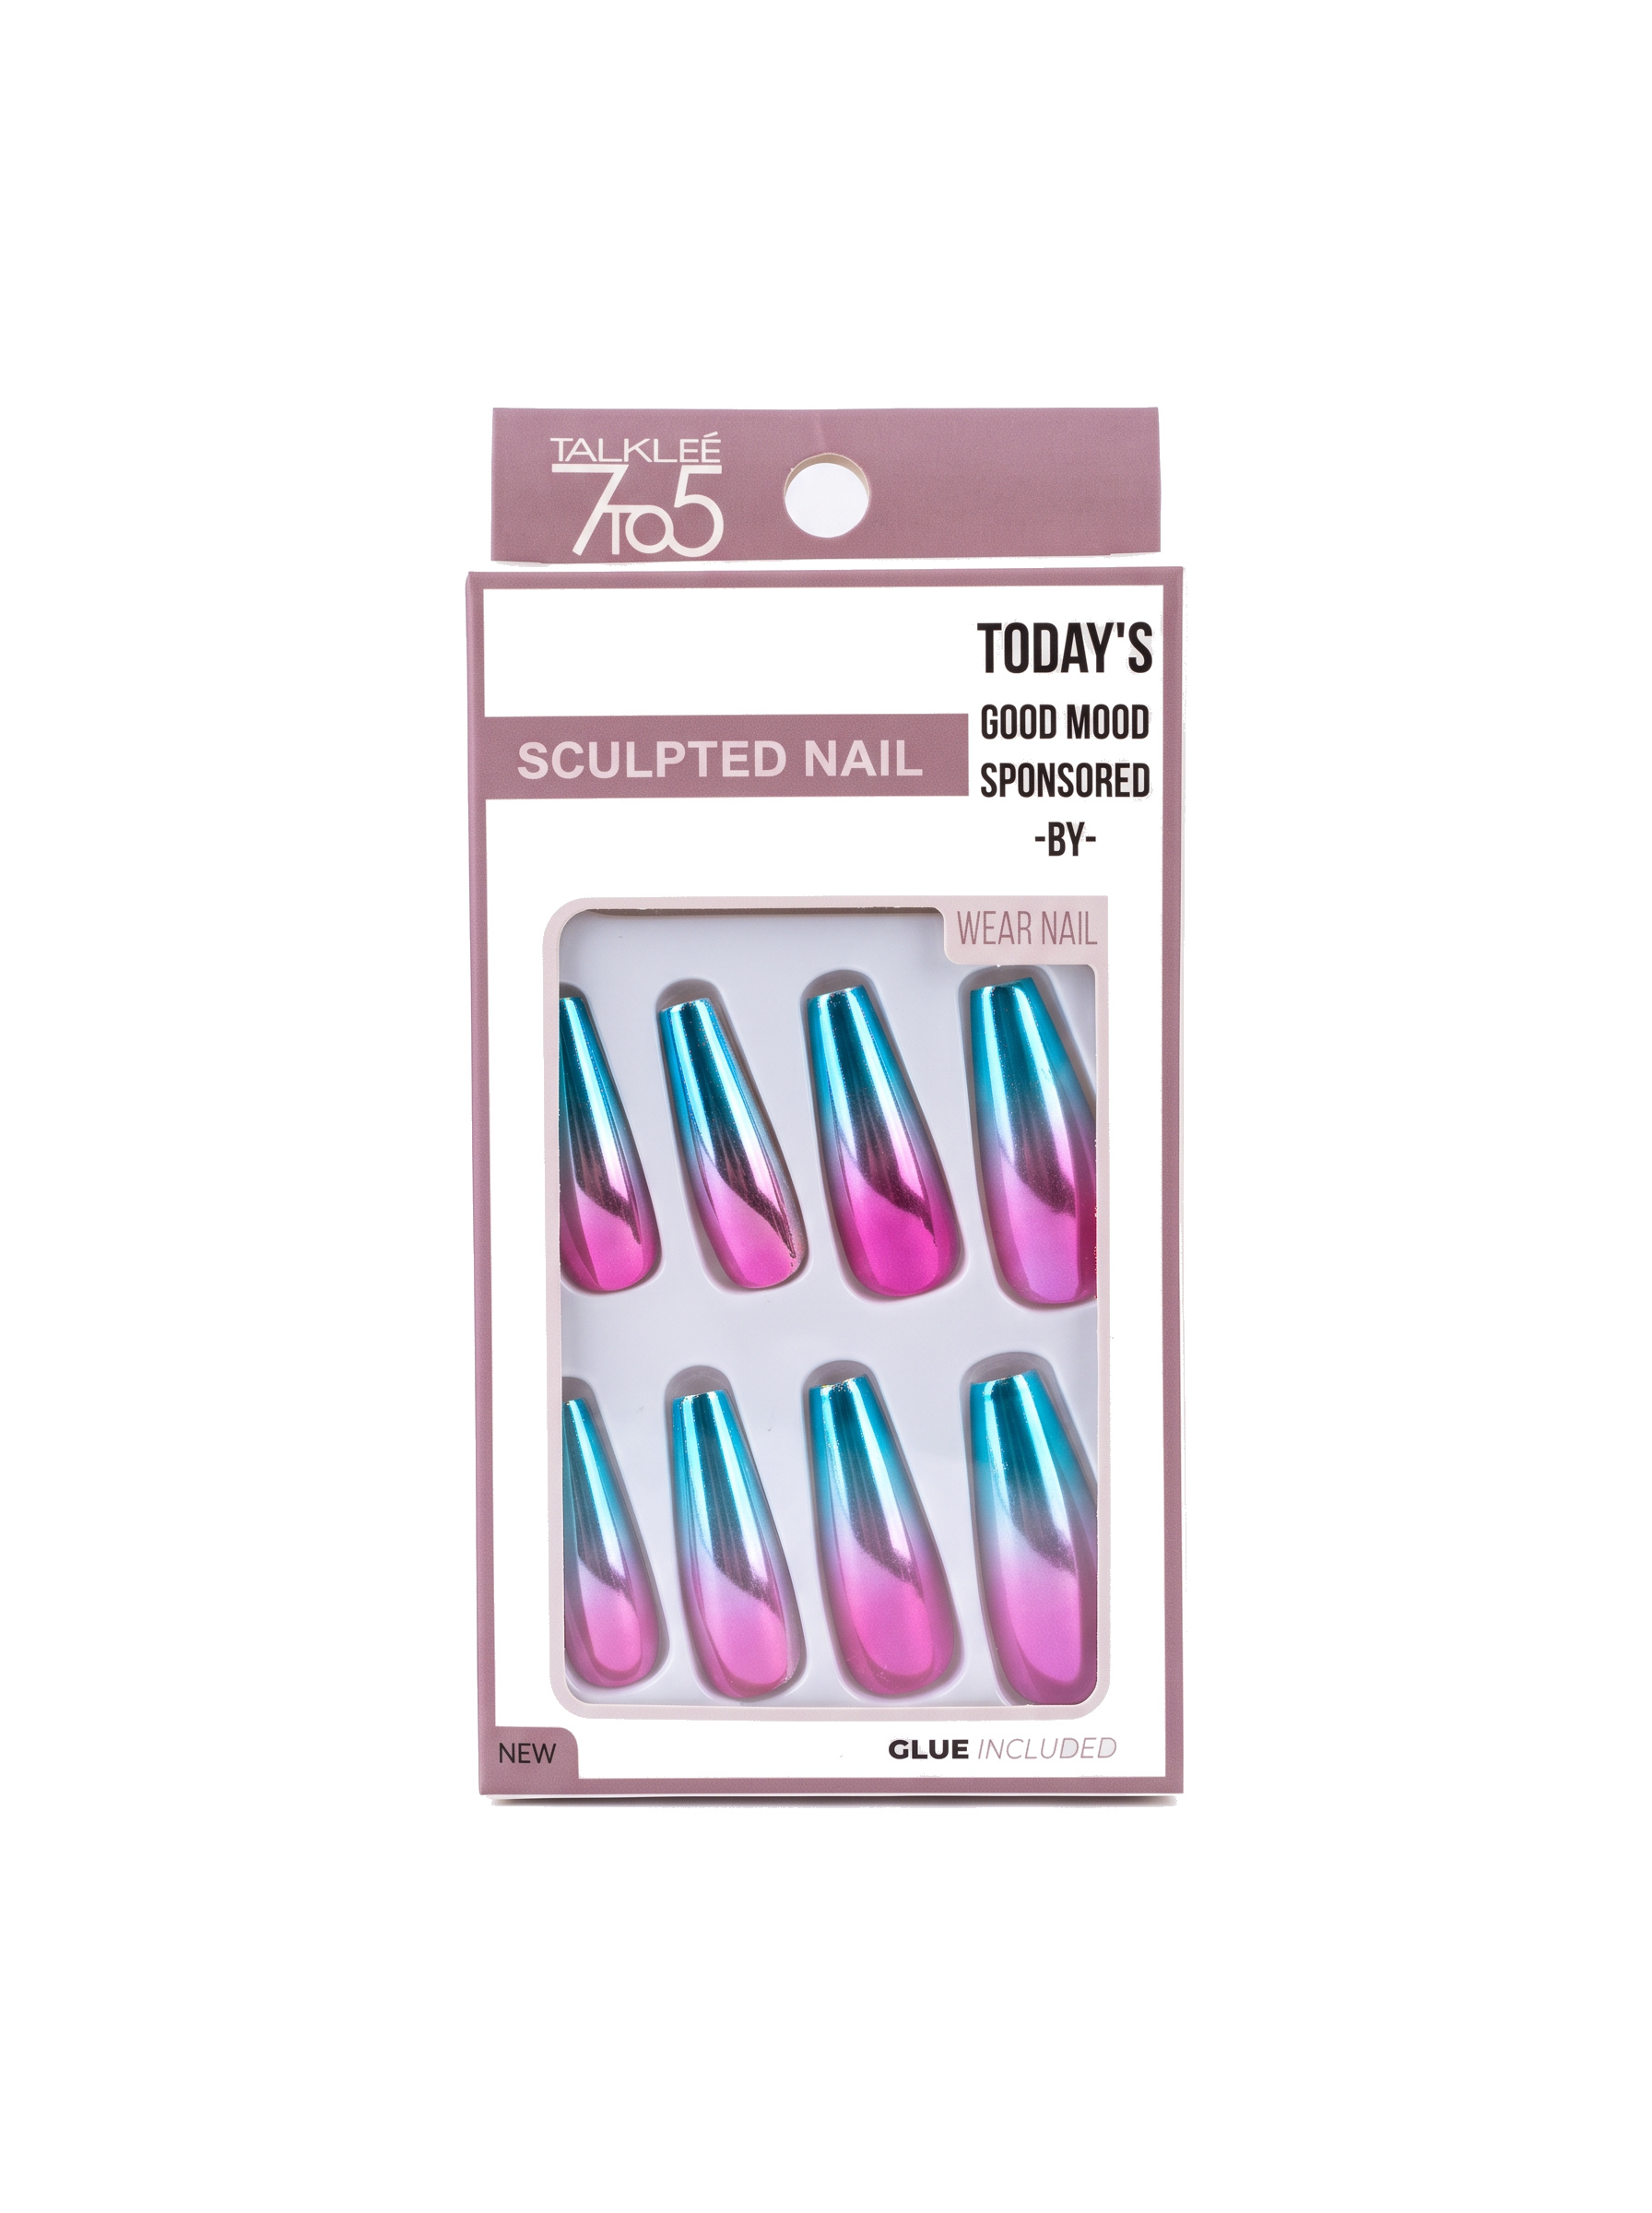 TALKLEÉ
7TO5
TODAY'S
GOOD MOOD
SPONSORED
-BY-
SCULPTED NAIL
WEAR NAIL
NEW
GLUE INCLUDED